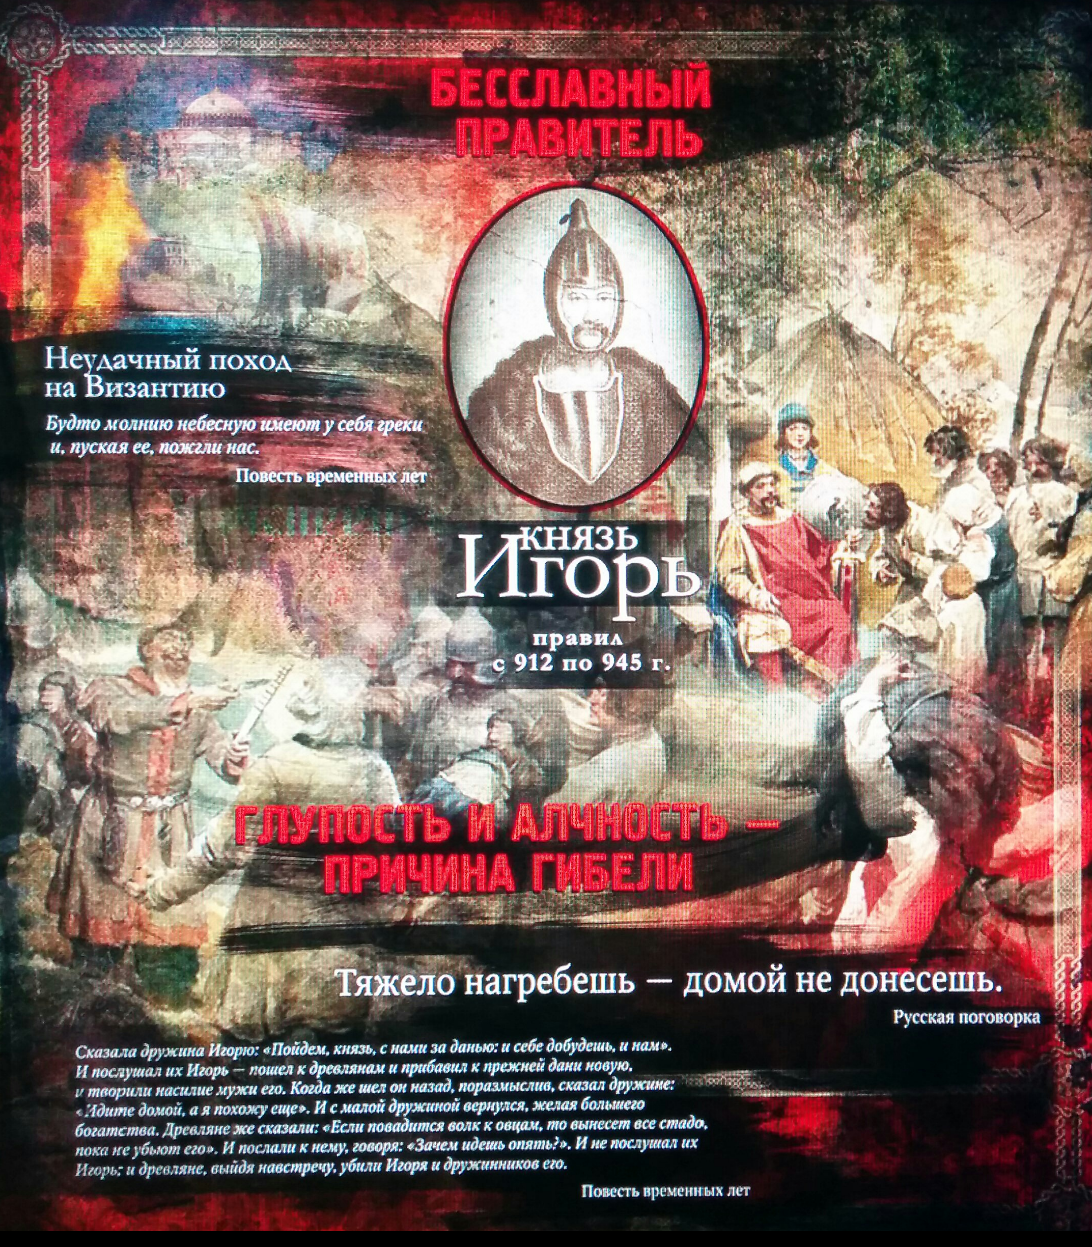 БЕССЛАВНЫЙ
ПРАВИТЕЛЬ
Неудачный поход
на Византию
Будто молнию небесную имеют у себя греки
и, пуская ее, пожгли нас.
Повесть временных лет
князь
Игорь
правил
с 912 по 945 г.
ГЛУПОСТЬ И АЛЧНОСТЬ –
ПРИЧИНА ГИБЕЛИ
Тяжело нагребешь – домой не донесешь.
Русская поговорка
Сказала дружина Игорю: «Пойдем, князь, с нами за данью: и себе добудешь, и нам».
И послушал их Игорь – пошел к древлянам и прибавил к прежней дани новую,
и творили насилие мужи его. Когда же шел он назад, поразмыслив, сказал дружине:
«Идите домой, а я похожу еще». И с малой дружиной вернулся, желая большего
богатства. Древляне же сказали: «Если повадится волк к овцам, то вынесет все стадо,
пока не убьют его». И послали к нему, говоря: «Зачем идешь опять?». И не послушал их
Игорь; и древляне, выйдя навстречу, убили Игоря и дружинников его.
Повесть временных лет